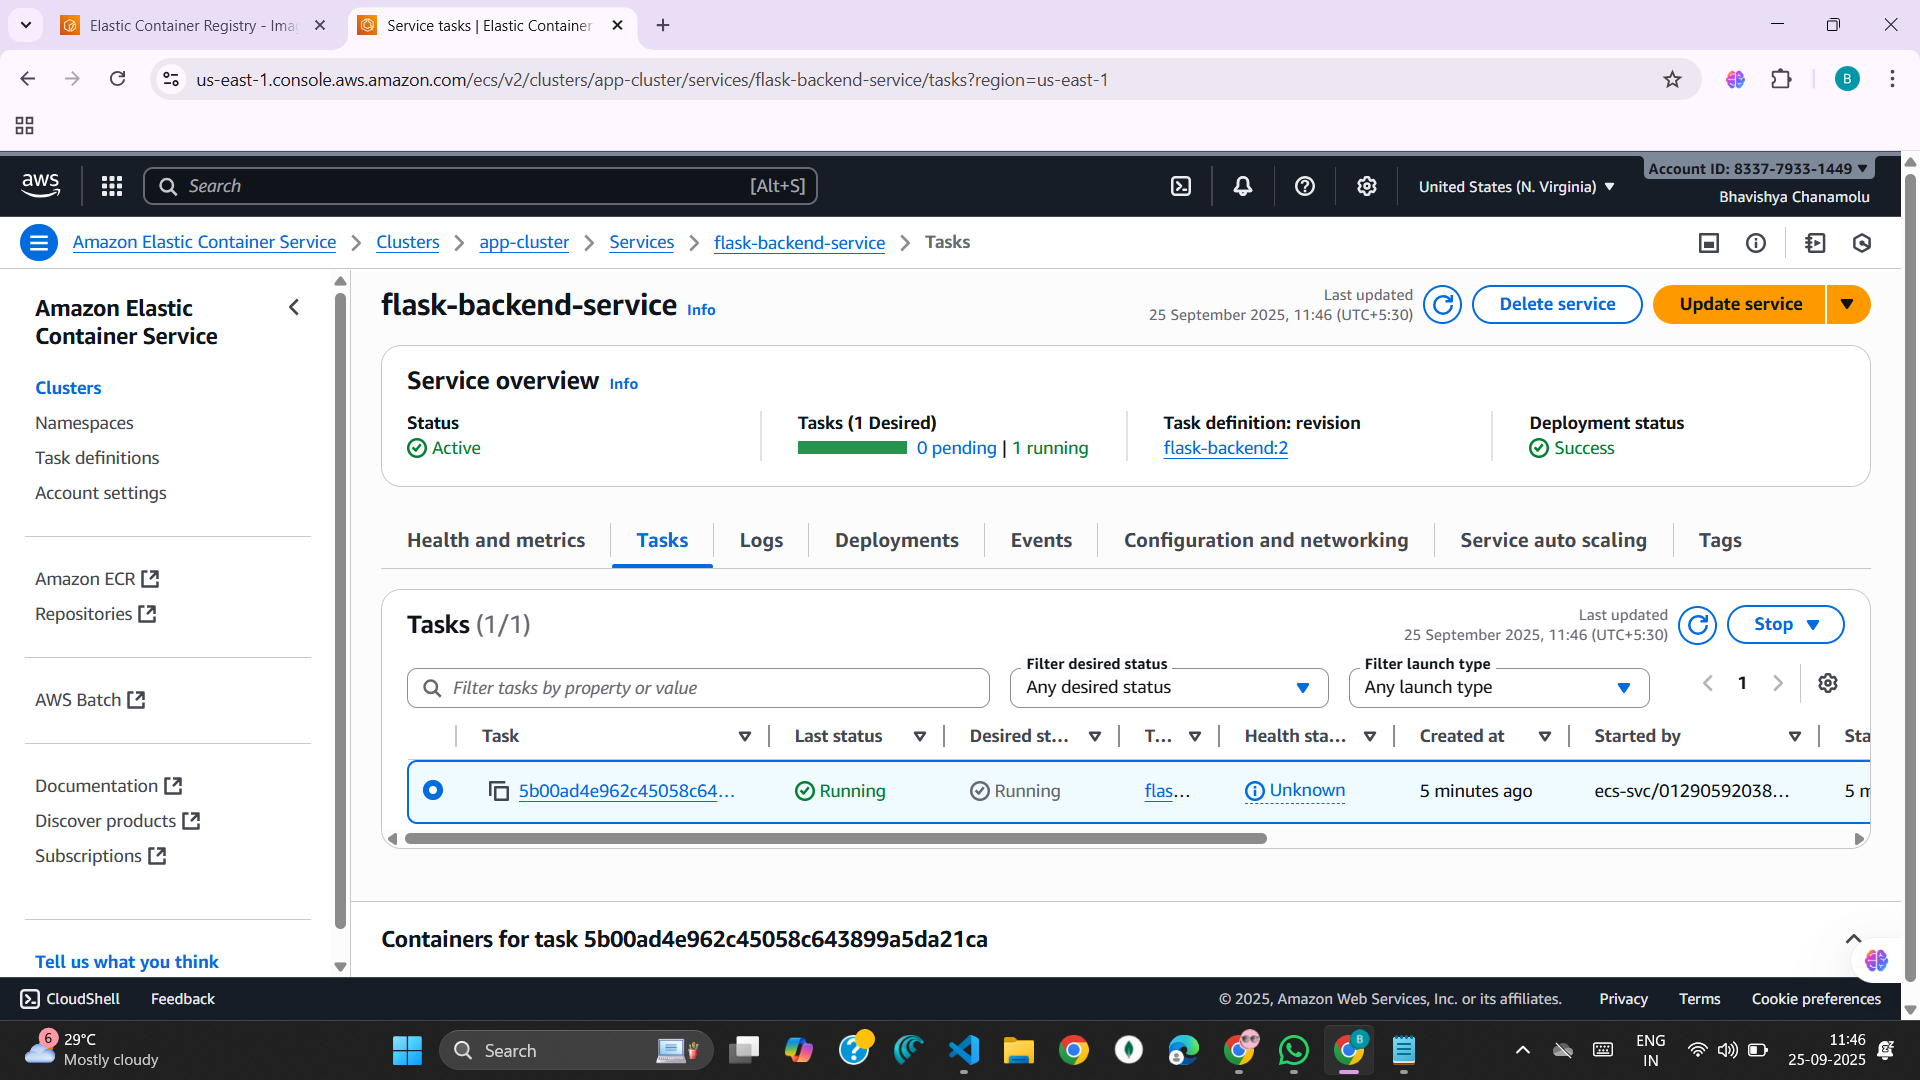 Elastic Container Registry - Ima
Service tasks | Elastic Container
us-east-1.console.aws.amazon.com/ecs/v2/clusters/app-cluster/services/flask-backend-service/tasks?region=us-east-1
B
aws
Search
[Alt+S]
United States (N. Virginia)
Account ID: 8337-7933-1449
Bhavishya Chanamolu
Amazon Elastic Container Service
Clusters
app-cluster
Services
flask-backend-service
Tasks
Amazon Elastic
Container Service
Clusters
Namespaces
Task definitions
Account settings
Amazon ECR
Repositories
AWS Batch
Documentation
Discover products
Subscriptions
Tell us what you think
flask-backend-service Info
Last updated
25 September 2025, 11:46 (UTC+5:30)
Delete service
Update service
Service overview Info
Status
Active
Tasks (1 Desired)
0 pending | 1 running
Task definition: revision
flask-backend:2
Deployment status
Success
Health and metrics
Tasks
Logs
Deployments
Events
Configuration and networking
Service auto scaling
Tags
Tasks (1/1)
Last updated
25 September 2025, 11:46 (UTC+5:30)
Stop
Filter tasks by property or value
Filter desired status
Any desired status
Filter launch type
Any launch type
1
Task
Last status
Desired st...
T...
Health sta...
Created at
Started by
Sta
5b00ad4e962c45058c64...
Running
Running
flas...
Unknown
5 minutes ago
ecs-svc/01290592038...
5 m
Containers for task 5b00ad4e962c45058c643899a5da21ca
CloudShell
Feedback
© 2025, Amazon Web Services, Inc. or its affiliates.
Privacy
Terms
Cookie preferences
6
29°C
Mostly cloudy
Search
B
ENG
IN
11:46
25-09-2025